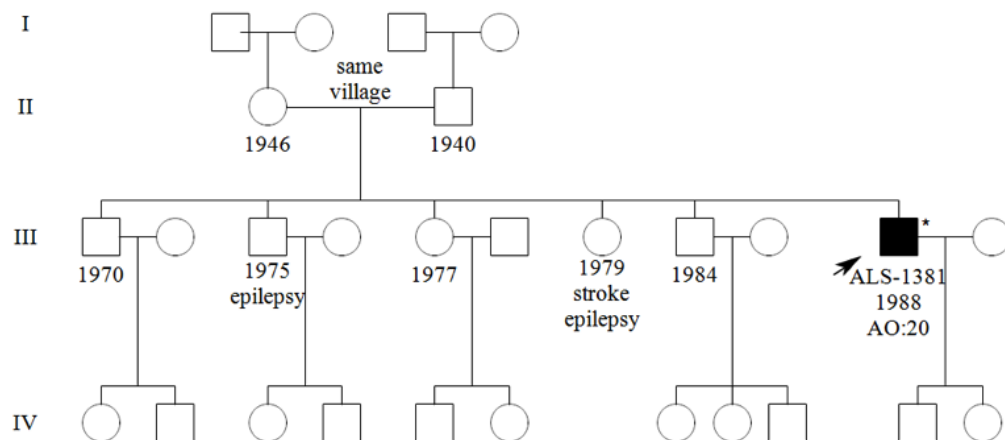 I
same
village
II
1946
1940
III
*
1970
1975
epilepsy
1977
1979
stroke
epilepsy
1984
ALS-1381
1988
AO:20
IV